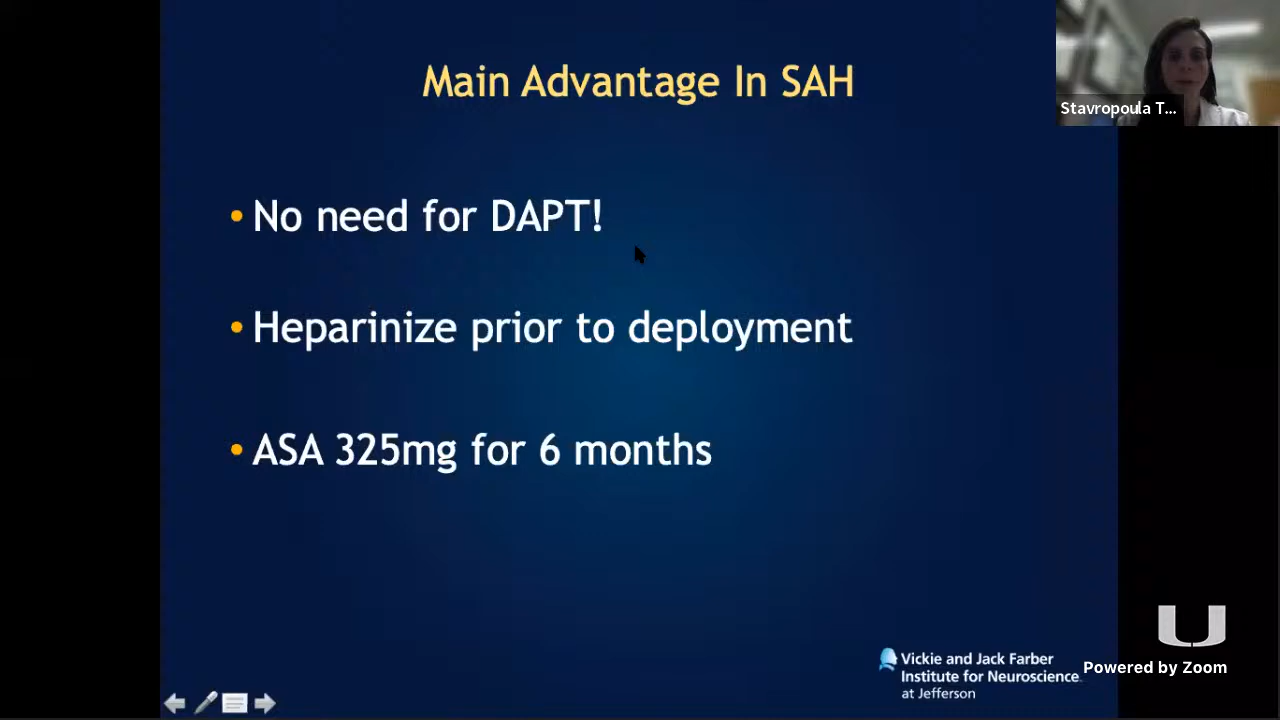 Main Advantage In SAH
Stavropoula T...
• No need for DAPT!
• Heparinize prior to deployment
• ASA 325mg for 6 months
Vickie and Jack Farber
Institute for Neuroscience
at Jefferson
U
Powered by Zoom